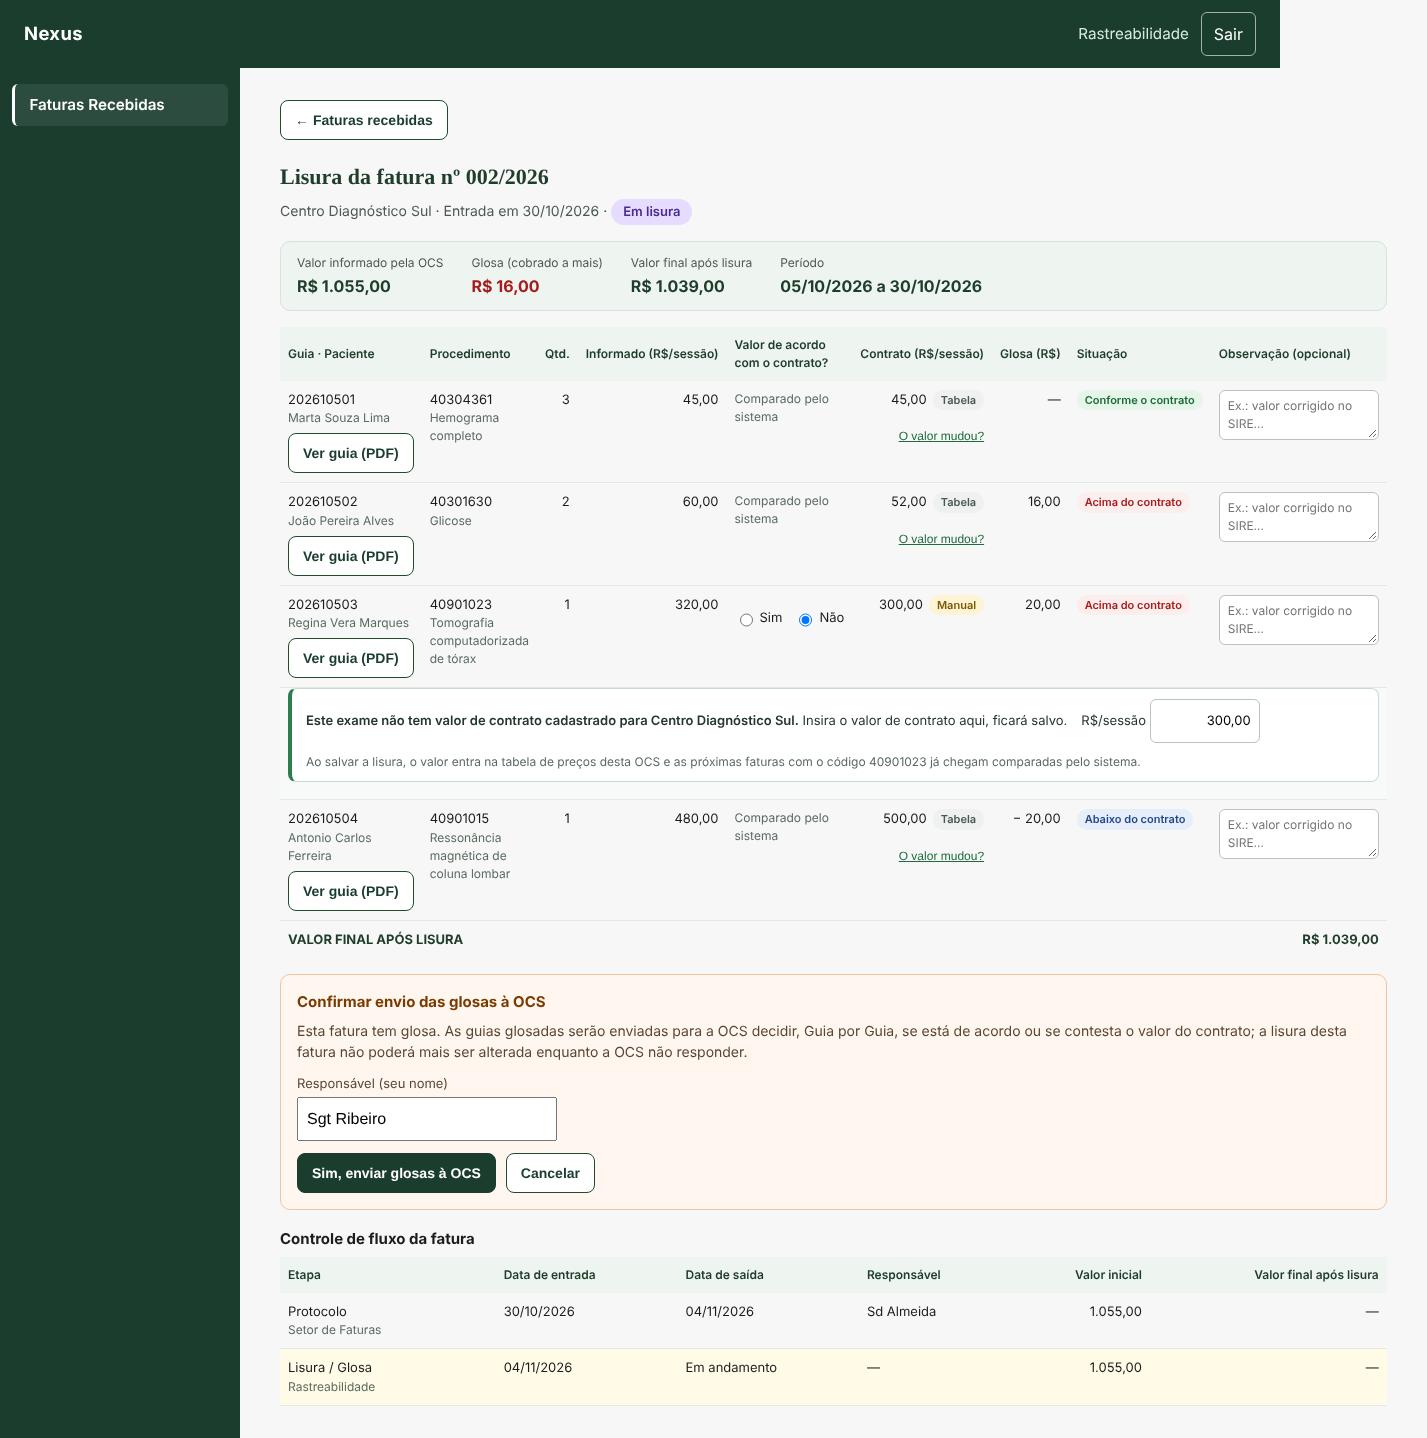 Nexus
Rastreabilidade
Sair
Faturas Recebidas
← Faturas recebidas
Lisura da fatura nº 002/2026
Centro Diagnóstico Sul · Entrada em 30/10/2026 · Em lisura
Valor informado pela OCS
Glosa (cobrado a mais)
Valor final após lisura
Período
R$ 1.055,00
R$ 16,00
R$ 1.039,00
05/10/2026 a 30/10/2026
Guia · Paciente
Procedimento
Qtd.
Informado (R$/sessão)
Valor de acordo
com o contrato?
Contrato (R$/sessão)
Glosa (R$)
Situação
Observação (opcional)
202610501
Marta Souza Lima
Ver guia (PDF)
40304361
Hemograma
completo
3
45,00
Comparado pelo
sistema
45,00 Tabela
O valor mudou?
—
Conforme o contrato
Ex.: valor corrigido no
SIRE...
202610502
João Pereira Alves
Ver guia (PDF)
40301630
Glicose
2
60,00
Comparado pelo
sistema
52,00 Tabela
O valor mudou?
16,00
Acima do contrato
Ex.: valor corrigido no
SIRE...
202610503
Regina Vera Marques
Ver guia (PDF)
40901023
Tomografia
computadorizada
de tórax
1
320,00
Sim Não
300,00 Manual
20,00
Acima do contrato
Ex.: valor corrigido no
SIRE...
Este exame não tem valor de contrato cadastrado para Centro Diagnóstico Sul. Insira o valor de contrato aqui, ficará salvo. R$/sessão 300,00
Ao salvar a lisura, o valor entra na tabela de preços desta OCS e as próximas faturas com o código 40901023 já chegam comparadas pelo sistema.
202610504
Antonio Carlos
Ferreira
Ver guia (PDF)
40901015
Ressonância
magnética de
coluna lombar
1
480,00
Comparado pelo
sistema
500,00 Tabela
O valor mudou?
− 20,00
Abaixo do contrato
Ex.: valor corrigido no
SIRE...
VALOR FINAL APÓS LISURA
R$ 1.039,00
Confirmar envio das glosas à OCS
Esta fatura tem glosa. As guias glosadas serão enviadas para a OCS decidir, Guia por Guia, se está de acordo ou se contesta o valor do contrato; a lisura desta
fatura não poderá mais ser alterada enquanto a OCS não responder.
Responsável (seu nome)
Sgt Ribeiro
Sim, enviar glosas à OCS
Cancelar
Controle de fluxo da fatura
Etapa
Data de entrada
Data de saída
Responsável
Valor inicial
Valor final após lisura
Protocolo
Setor de Faturas
30/10/2026
04/11/2026
Sd Almeida
1.055,00
—
Lisura / Glosa
Rastreabilidade
04/11/2026
Em andamento
—
1.055,00
—